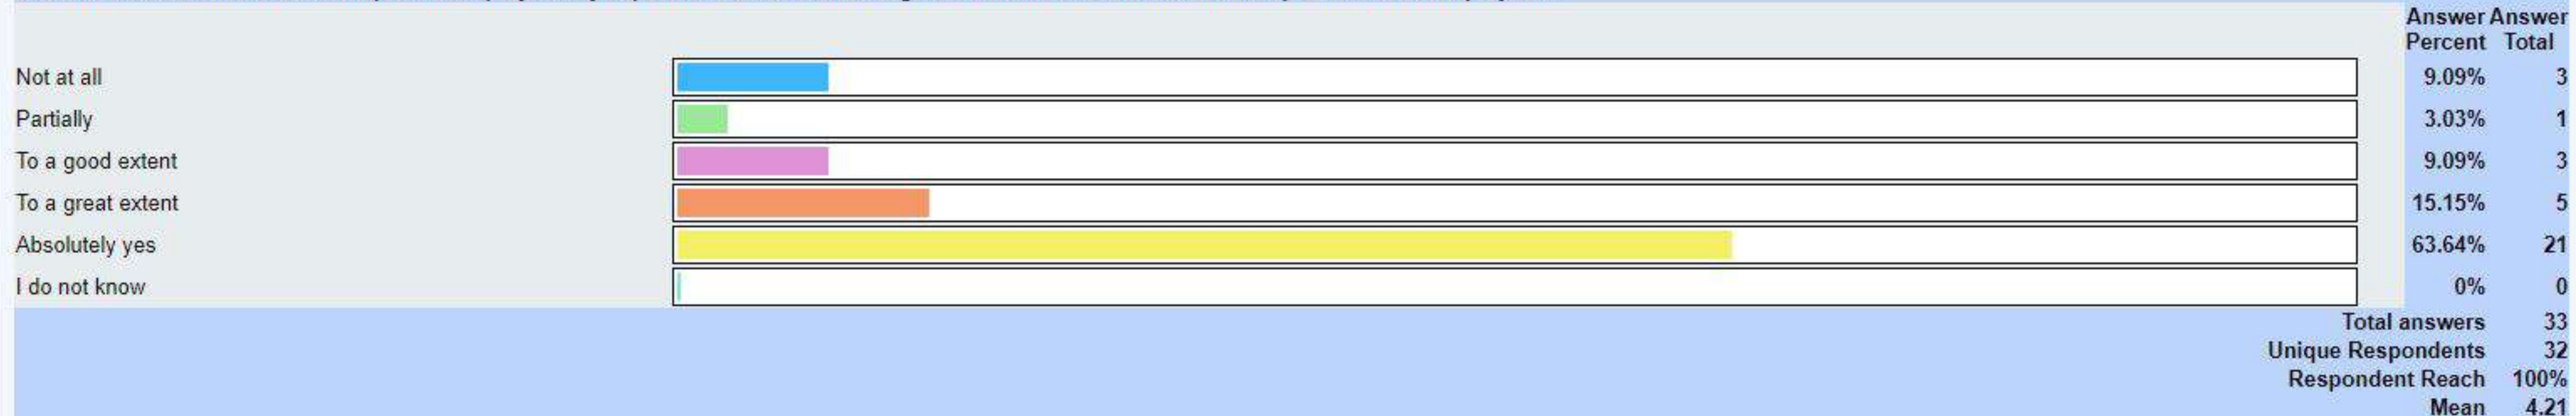 Answer Answer
Percent Total
Not at all 9.09% 3
Partially 3.03% 1
To a good extent 9.09% 3
To a great extent 15.15% 5
Absolutely yes 63.64% 21
I do not know 0% 0
Total answers 33
Unique Respondents 32
Respondent Reach 100%
Mean 4.21